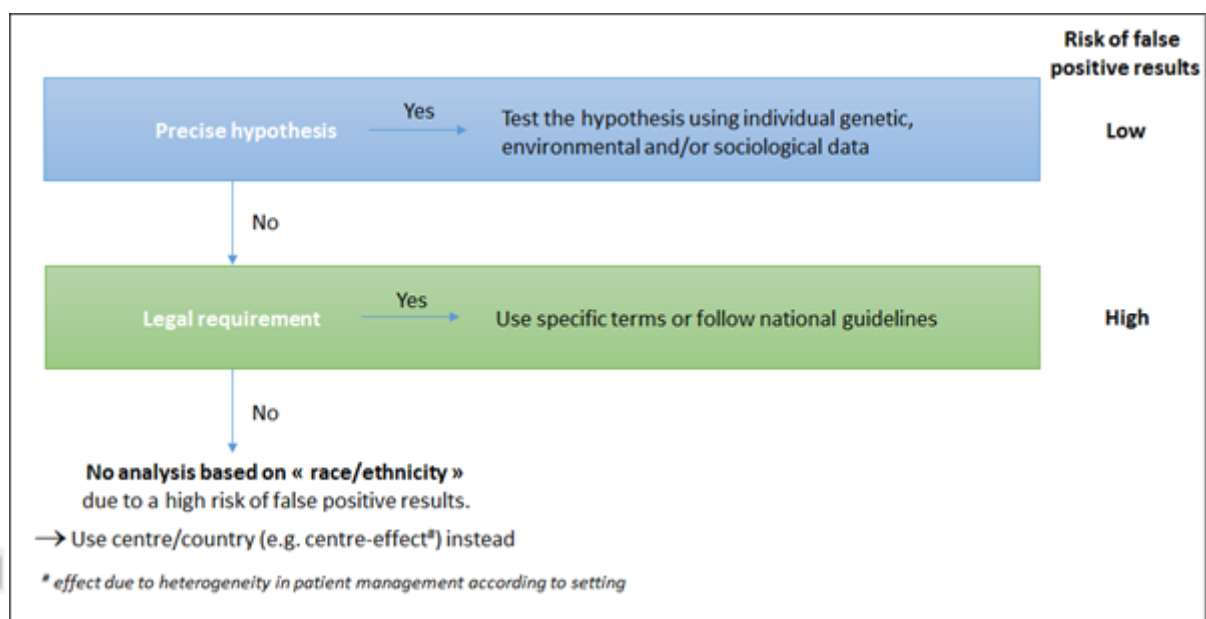 Risk of false
positive results
Precise hypothesis
Yes
Test the hypothesis using individual genetic,
environmental and/or sociological data
Low
No
Legal requirement
Yes
Use specific terms or follow national guidelines
High
No
No analysis based on « race/ethnicity »
due to a high risk of false positive results.
→ Use centre/country (e.g. centre-effect#) instead
# effect due to heterogeneity in patient management according to setting